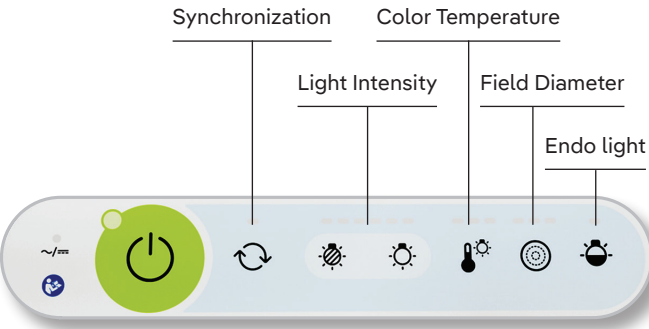 Synchronization
Color Temperature
Light Intensity
Field Diameter
Endo light